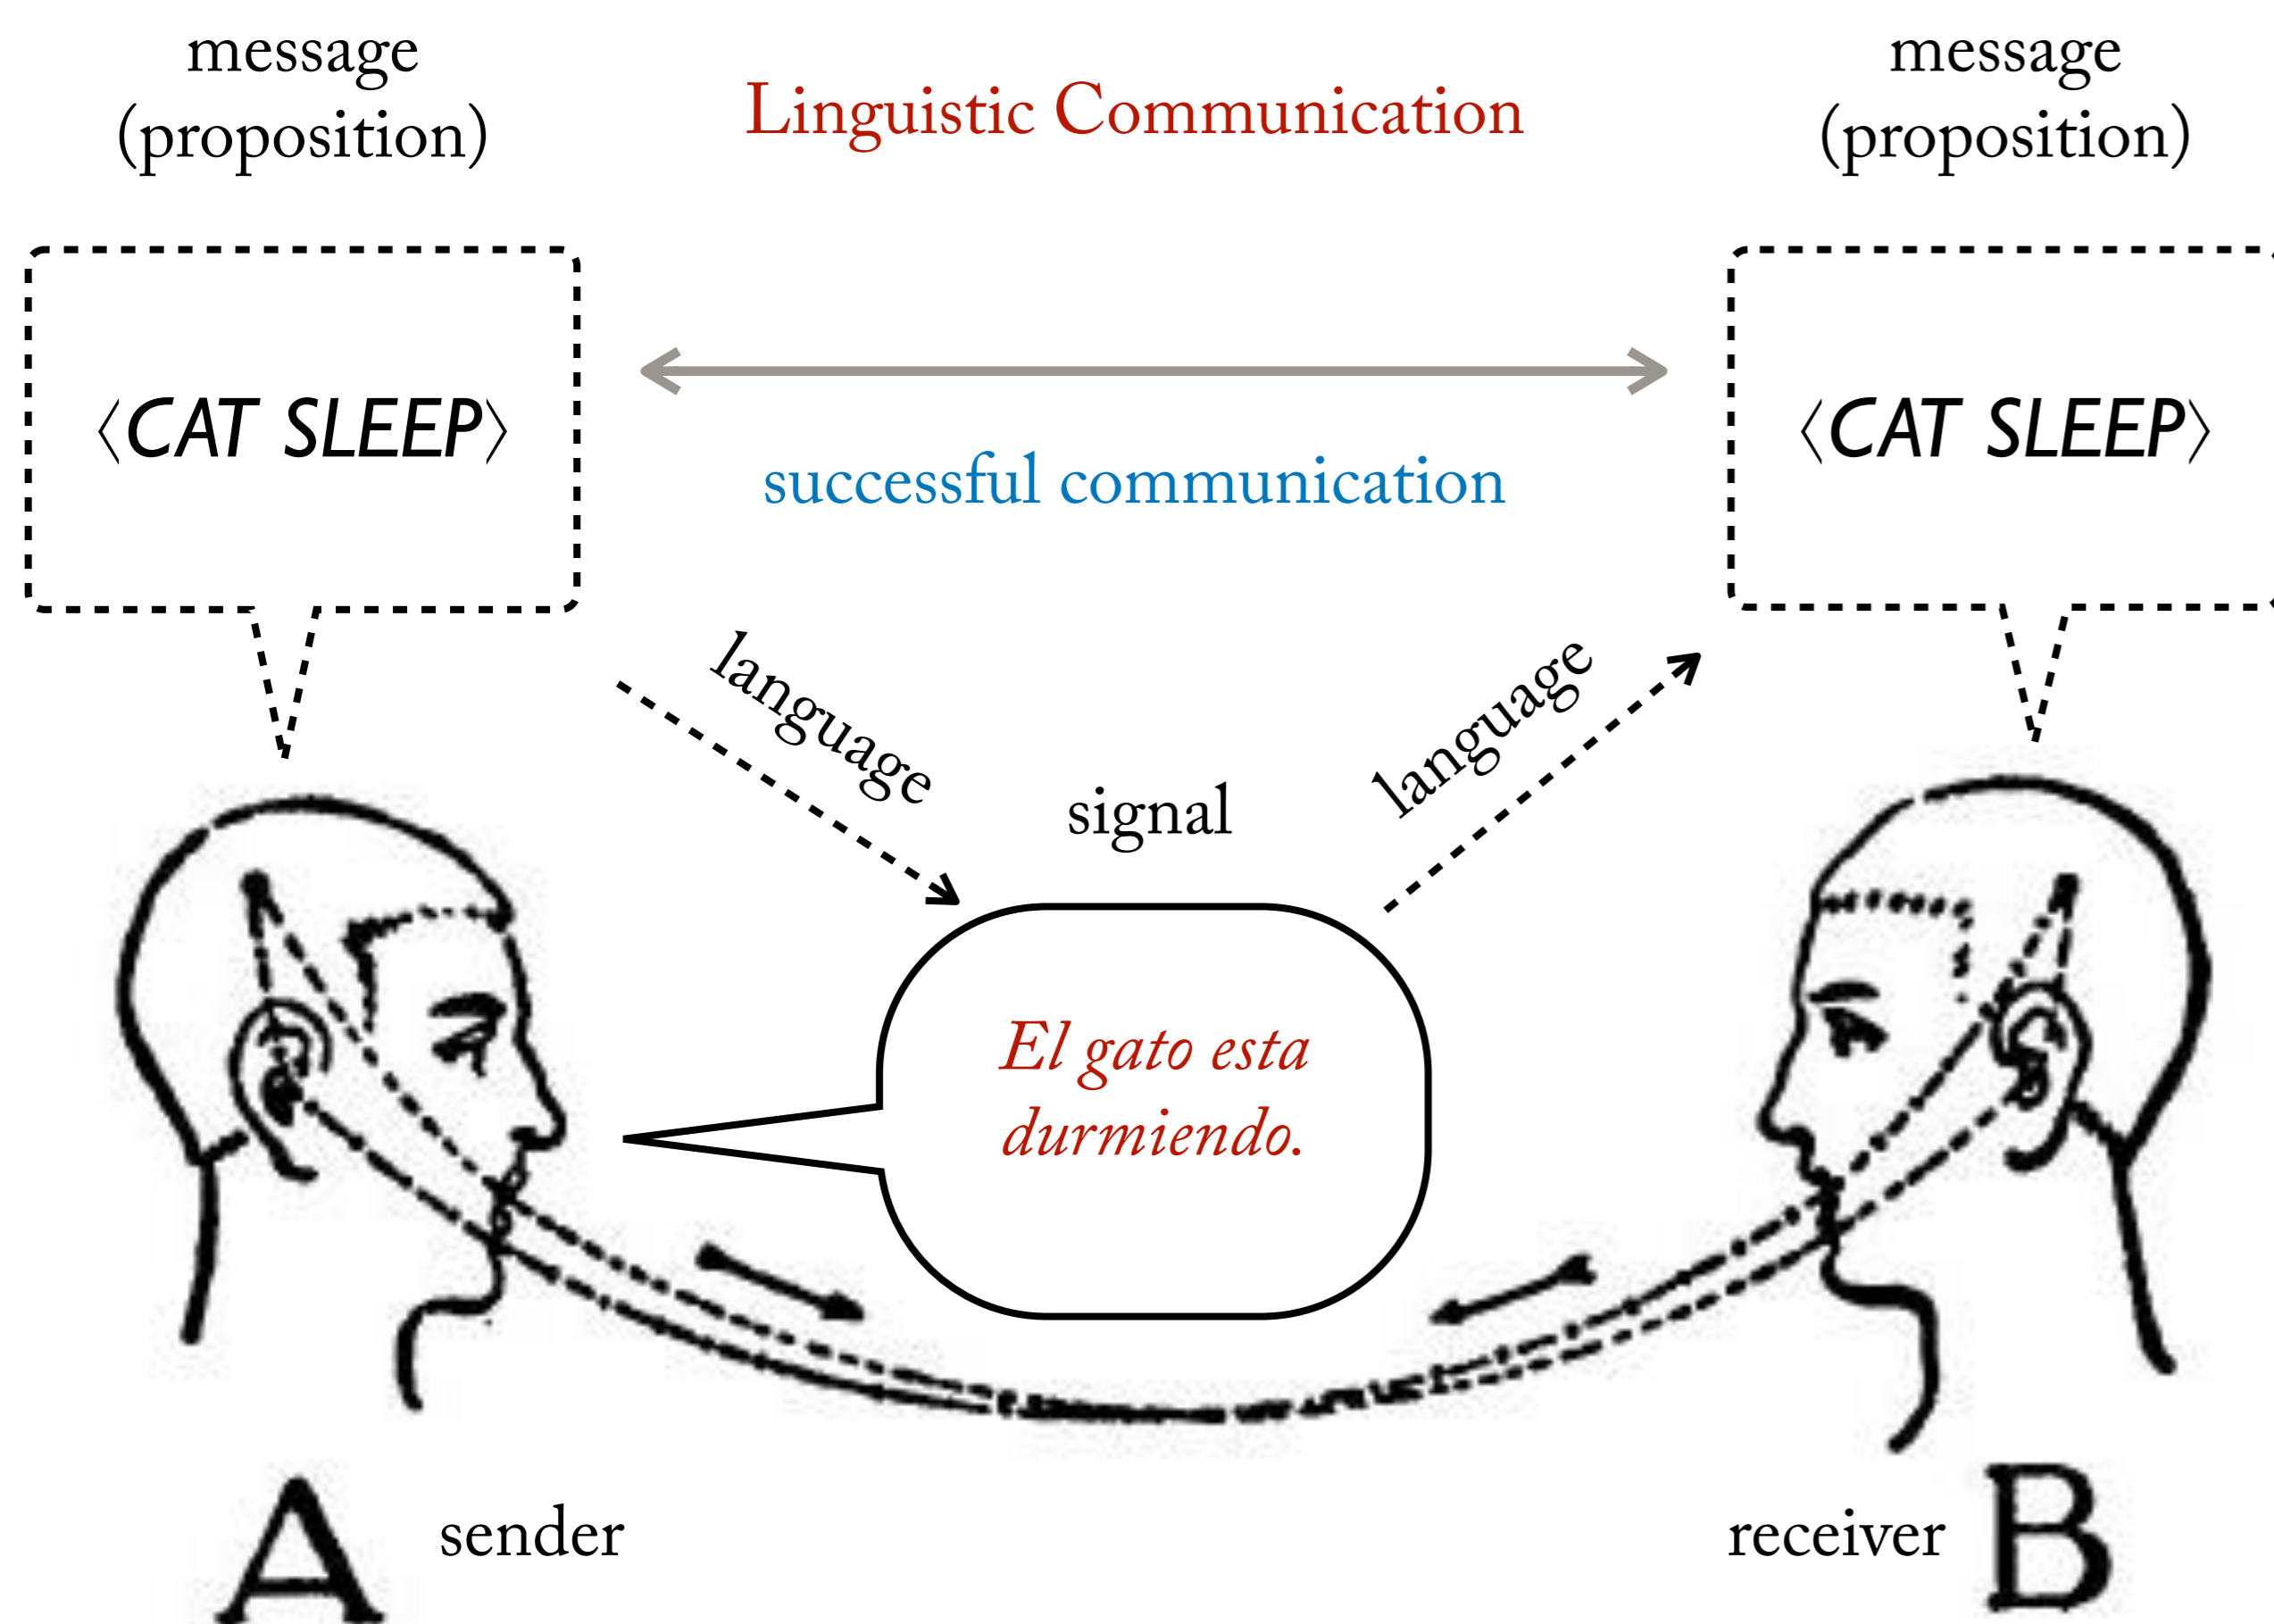 message
(proposition)
Linguistic Communication
message
(proposition)
⟨CAT SLEEP⟩
⟨CAT SLEEP⟩
successful communication
language
language
signal
El gato esta
durmiendo.
A sender
receiver B